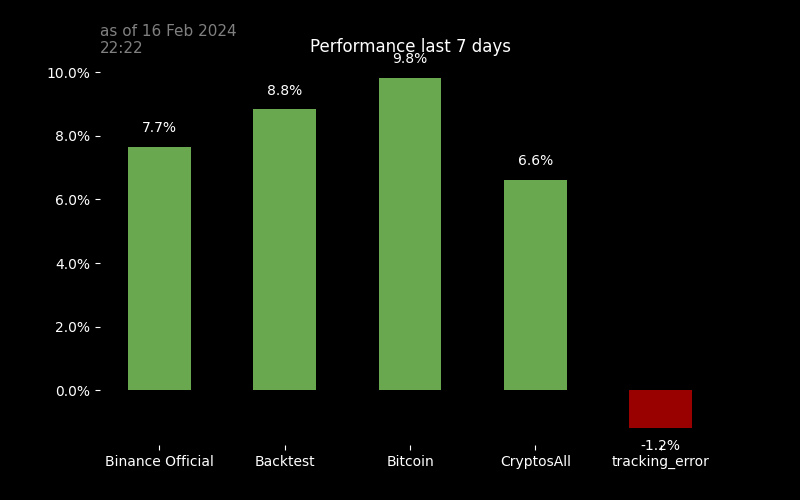 as of 16 Feb 2024
22:22
Performance last 7 days
10.0%
8.0%
6.0%
4.0%
2.0%
0.0%
7.7%
8.8%
9.8%
6.6%
-1.2%
Binance Official
Backtest
Bitcoin
CryptosAll
tracking_error